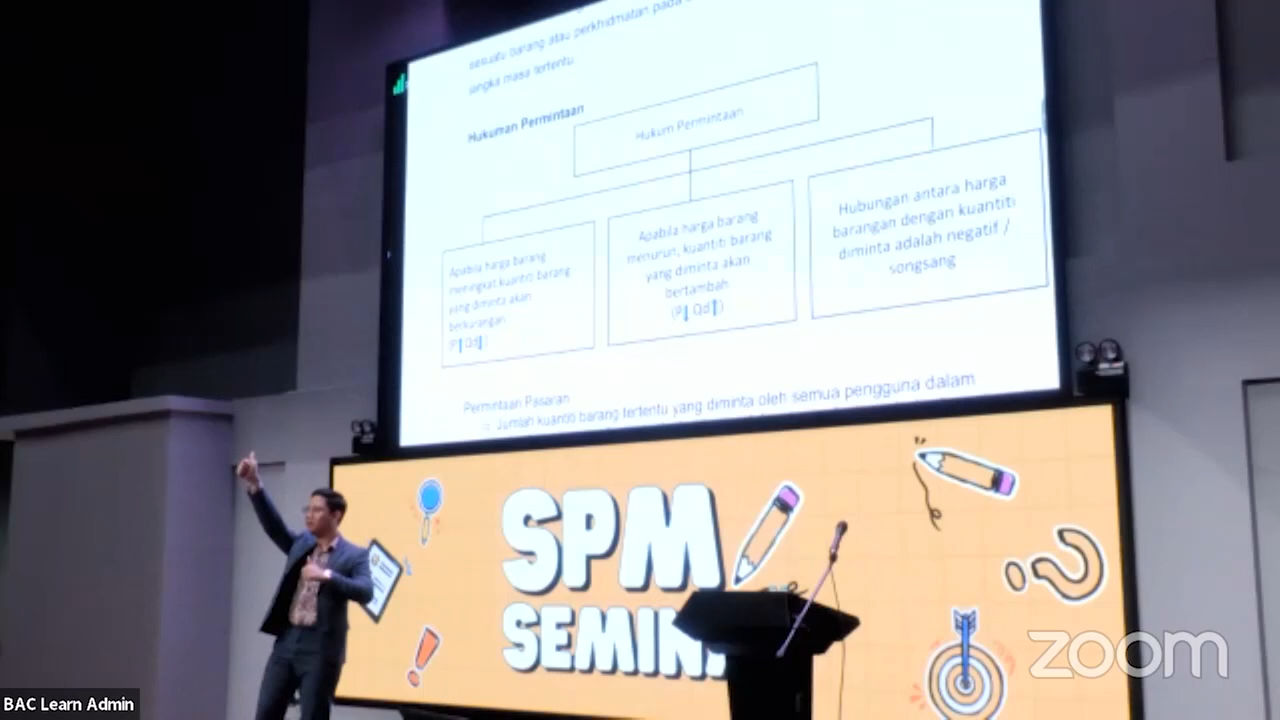 sesuatu barang atau perkhidmatan pada
jangka masa tertentu
Hukuman Permintaan
Hukum Permintaan
Apabila harga barang
meningkat kuantiti barang
yang diminta akan
berkurangan
(P Qd )
Apabila harga barang
menurun, kuantiti barang
yang diminta akan
bertambah
(P Qd )
Hubungan antara harga
barangan dengan kuantiti
diminta adalah negatif /
songsang
Permintaan Pasaran
Jumlah kuantiti barang tertentu yang diminta oleh semua pengguna dalam
SPM
SEMINA
zoom
BAC Learn Admin